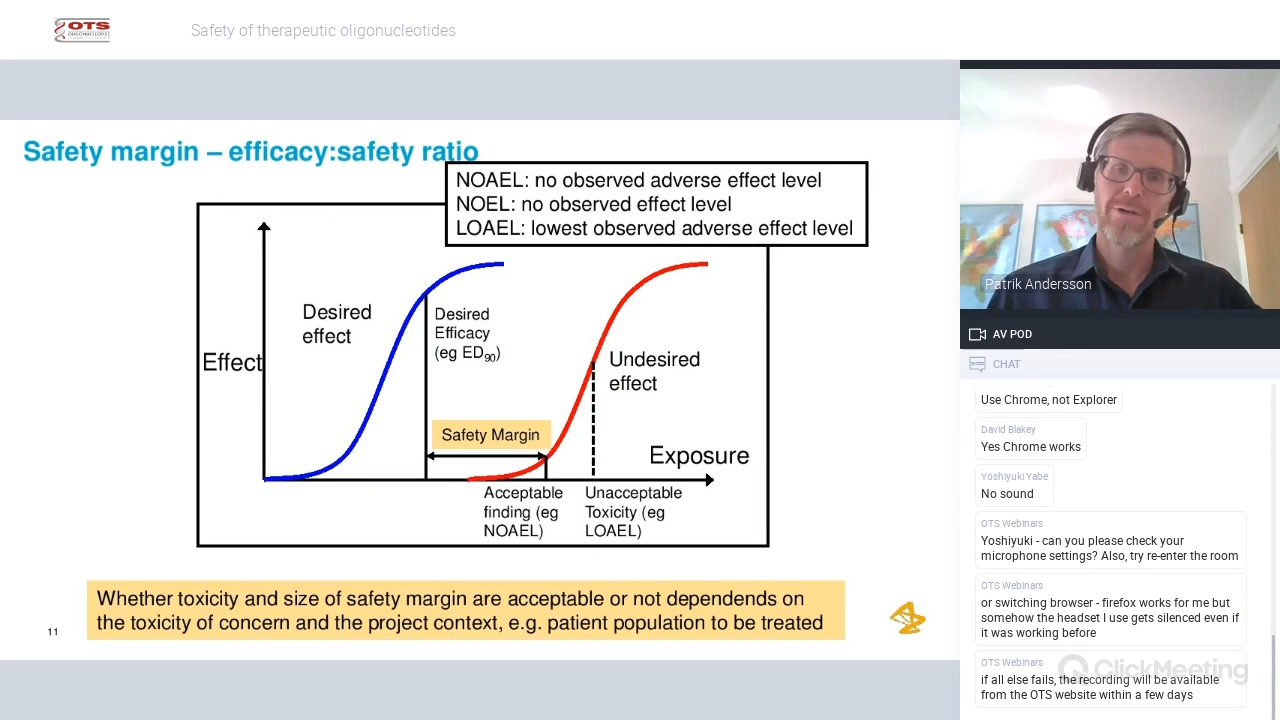 OTS
OLIGONUCLEOTIDE
Safety of therapeutic oligonucleotides
Safety margin – efficacy:safety ratio
NOAEL: no observed adverse effect level
NOEL: no observed effect level
LOAEL: lowest observed adverse effect level
Effect
Desired
effect
Desired
Efficacy
(eg ED90)
Undesired
effect
Safety Margin
Exposure
Acceptable
finding (eg
NOAEL)
Unacceptable
Toxicity (eg
LOAEL)
Whether toxicity and size of safety margin are acceptable or not dependends on
the toxicity of concern and the project context, e.g. patient population to be treated
11
Patrik Andersson
AV POD
CHAT
Use Chrome, not Explorer
David Blakey
Yes Chrome works
Yoshiyuki Yabe
No sound
OTS Webinars
Yoshiyuki - can you please check your
microphone settings? Also, try re-enter the room
OTS Webinars
or switching browser - firefox works for me but
somehow the headset I use gets silenced even if
it was working before
OTS Webinars
if all else fails, the recording will be available
from the OTS website within a few days
ClickMeeting